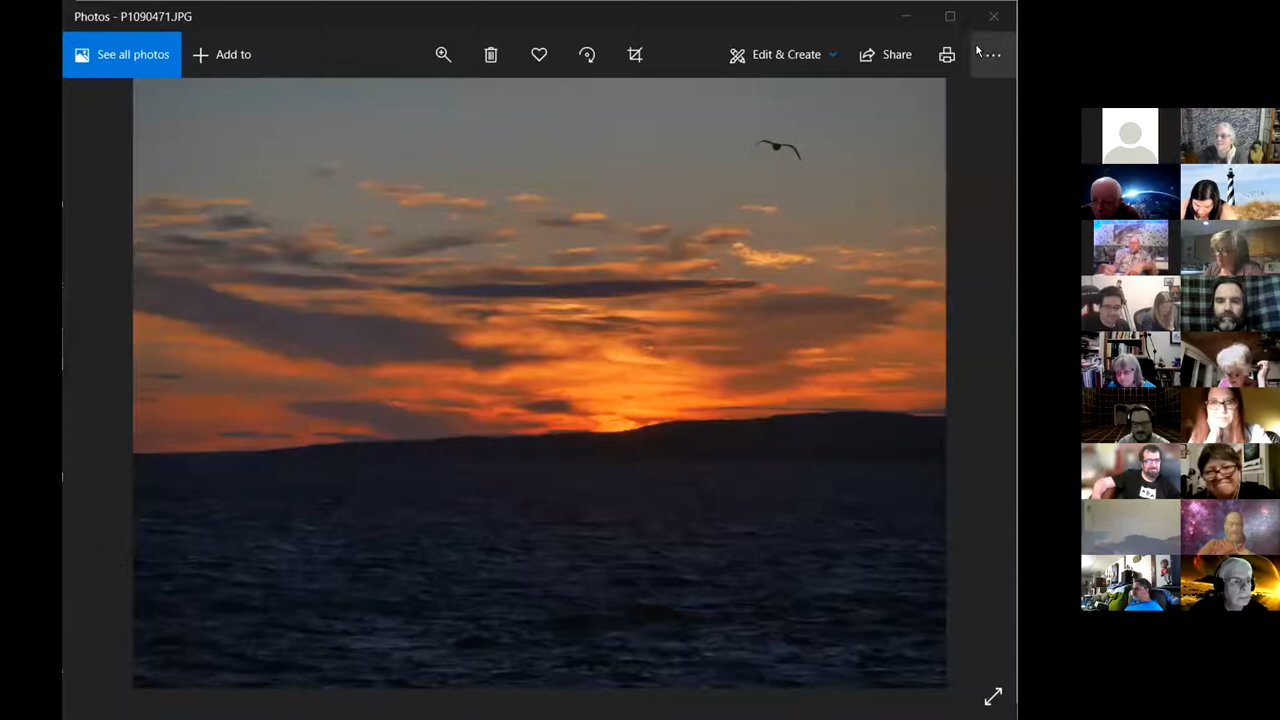 Photos - P1090471.JPG
See all photos
Add to
Edit & Create
Share